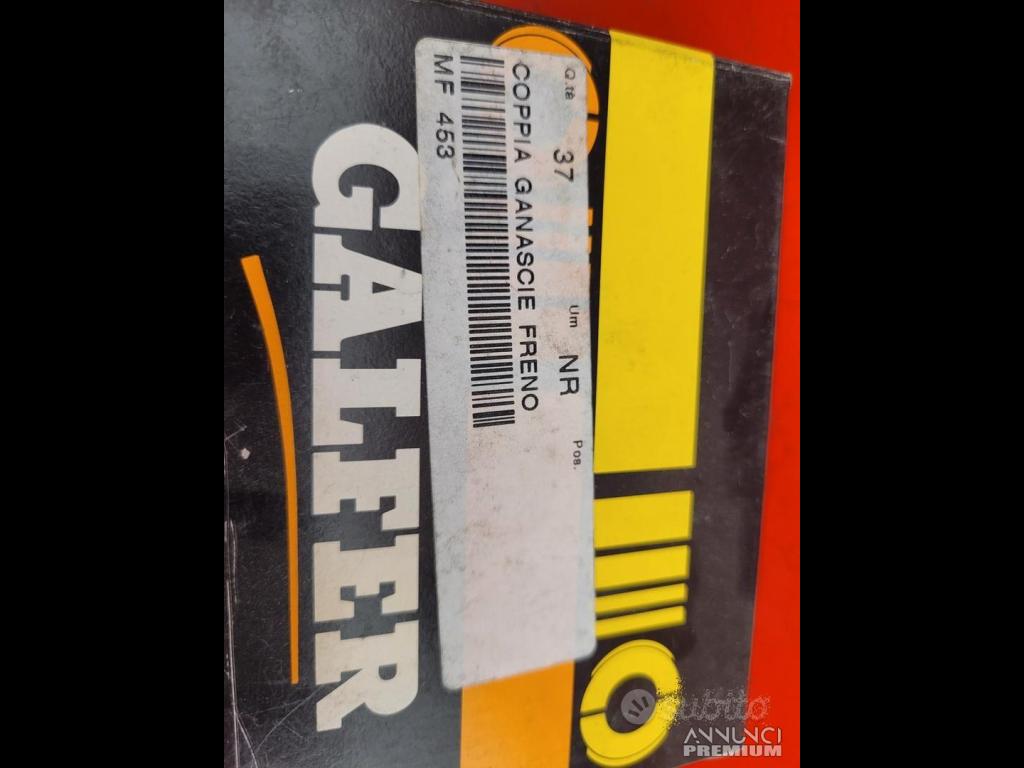 Q.tà 37 Um NR Pos.
COPPIA GANASCIE FRENO
MF 453
GALFER
subito
ANNUNCI
PREMIUM